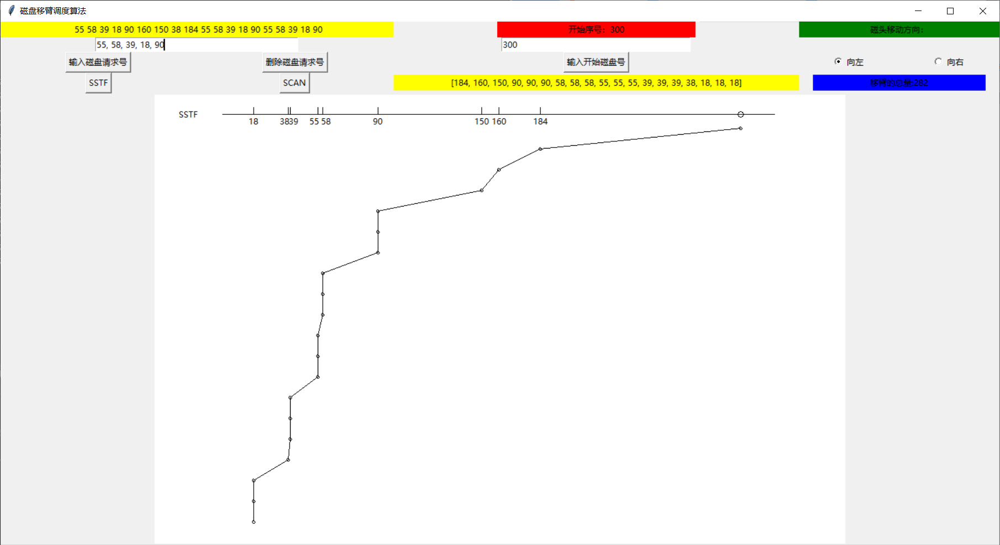 磁盘移臂调度算法
55 58 39 18 90 160 150 38 184 55 58 39 18 90 55 58 39 18 90
开始序号：300
磁头移动方向：
55, 58, 39, 18, 90
300
输入磁盘请求号
删除磁盘请求号
输入开始磁盘号
向左
向右
SSTF
SCAN
[184, 160, 150, 90, 90, 90, 58, 58, 58, 55, 55, 55, 39, 39, 39, 38, 18, 18, 18]
移臂的总量:282
SSTF
18 38 39 55 58 90 150 160 184